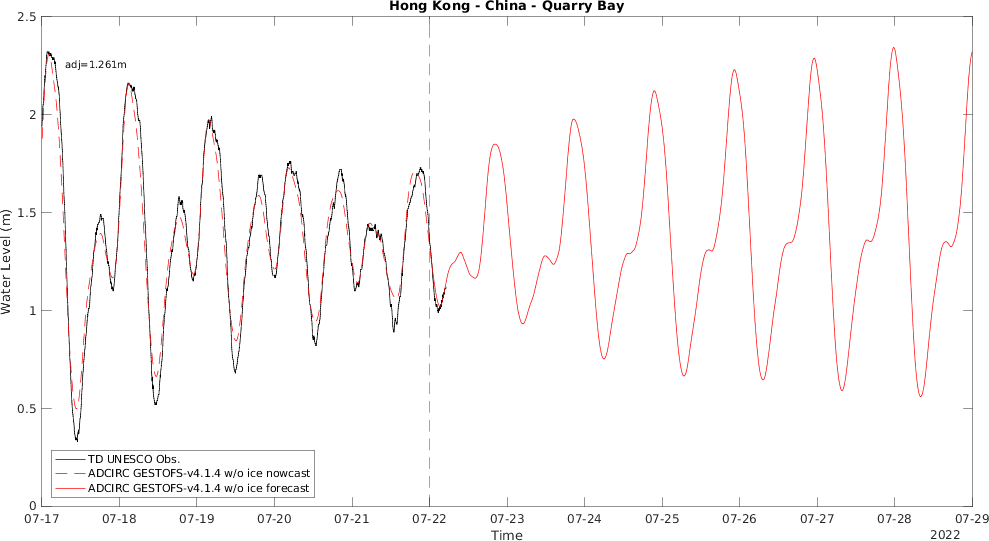 Hong Kong - China - Quarry Bay
2.5
adj=1.261m
2
1.5
Water Level (m)
1
0.5
TD UNESCO Obs.
ADCIRC GESTOFS-v4.1.4 w/o ice nowcast
ADCIRC GESTOFS-v4.1.4 w/o ice forecast
0
07-17 07-18 07-19 07-20 07-21 07-22 07-23 07-24 07-25 07-26 07-27 07-28 07-29
Time
2022